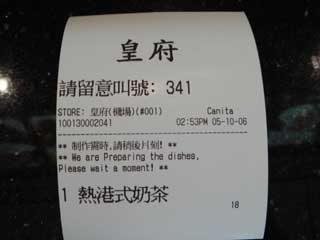 皇府
請留意叫號: 341
STORE: 皇府(機場)(#001) Canita
100130002041 02:53PM 05-10-06
** 制作需時,請稍後片刻! **
** We are Preparing the dishes,
Please wait a moment! **
1 熱港式奶茶
18